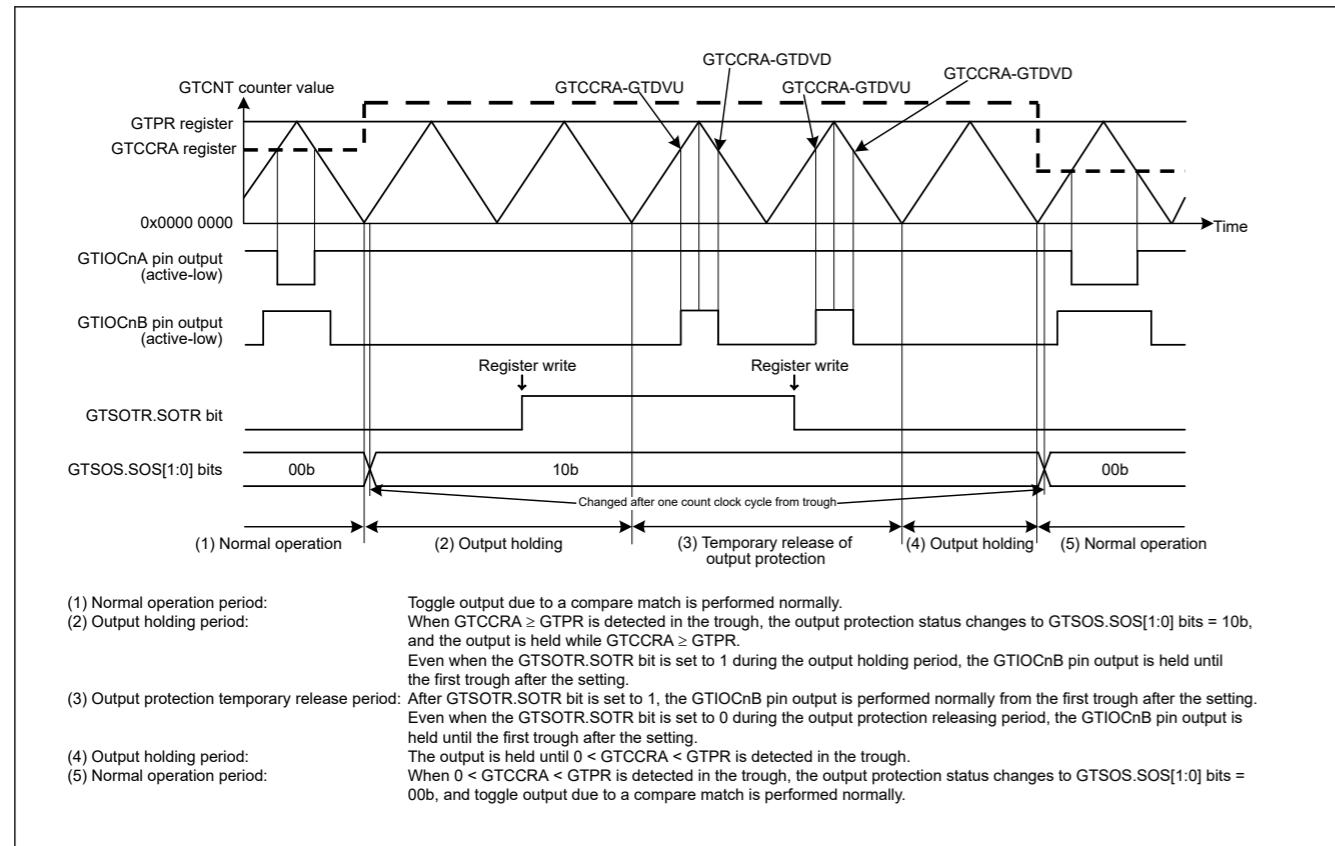 GTCCRA-GTDVD
GTCCRA-GTDVU
GTCCRA-GTDVU
GTCCRA-GTDVD
GTCNT counter value
GTPR register
GTCCRA register
0x0000 0000
Time
GTIOCnA pin output
(active-low)
GTIOCnB pin output
(active-low)
Register write
Register write
GTSOTR.SOTR bit
GTSOS.SOS[1:0] bits
00b
10b
00b
Changed after one count clock cycle from trough
(1) Normal operation
(2) Output holding
(3) Temporary release of
output protection
(4) Output holding
(5) Normal operation
(1) Normal operation period: Toggle output due to a compare match is performed normally.
(2) Output holding period: When GTCCRA ≥ GTPR is detected in the trough, the output protection status changes to GTSOS.SOS[1:0] bits = 10b,
and the output is held while GTCCRA ≥ GTPR.
Even when the GTSOTR.SOTR bit is set to 1 during the output holding period, the GTIOCnB pin output is held until
the first trough after the setting.
(3) Output protection temporary release period: After GTSOTR.SOTR bit is set to 1, the GTIOCnB pin output is performed normally from the first trough after the setting.
Even when the GTSOTR.SOTR bit is set to 0 during the output protection releasing period, the GTIOCnB pin output is
held until the first trough after the setting.
(4) Output holding period: The output is held until 0 < GTCCRA < GTPR is detected in the trough.
(5) Normal operation period: When 0 < GTCCRA < GTPR is detected in the trough, the output protection status changes to GTSOS.SOS[1:0] bits =
00b, and toggle output due to a compare match is performed normally.